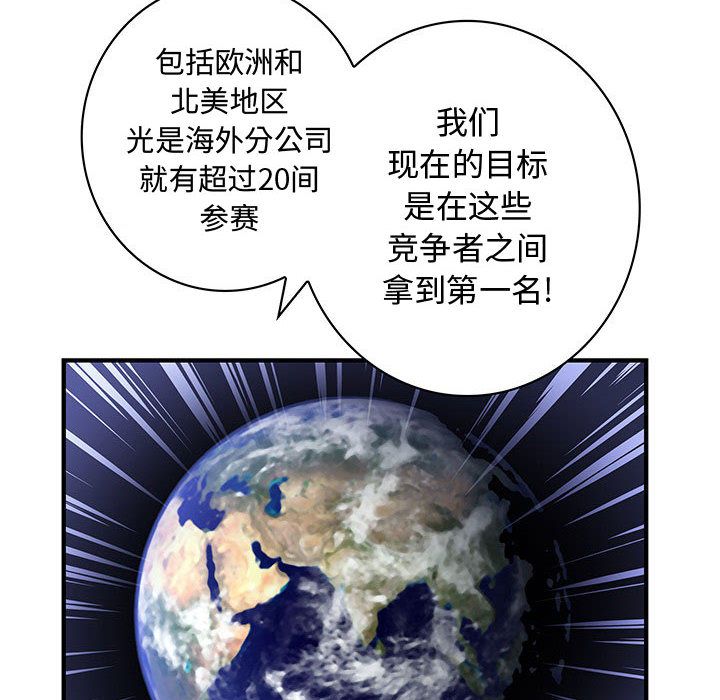 包括欧洲和
北美地区
光是海外分公司
就有超过20间
参赛
我们
现在的目标
是在这些
竞争者之间
拿到第一名!